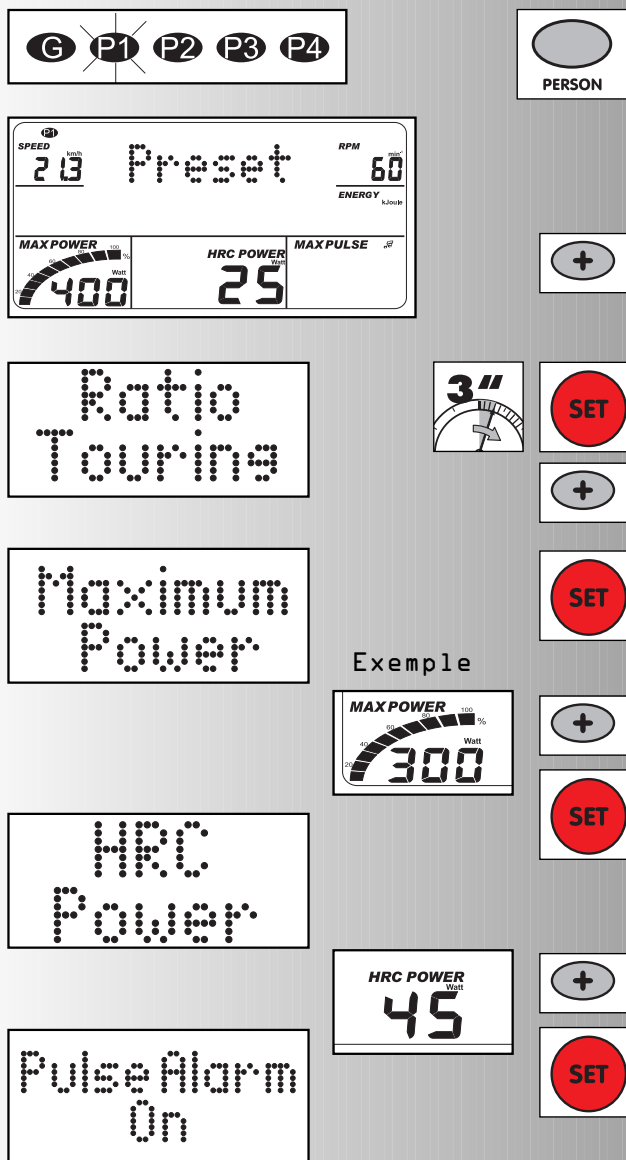 G P1 P2 P3 P4
PERSON
P1
SPEED km/h 21.3
Preset
RPM min⁻¹ 60
ENERGY kJoule
MAX POWER 20 40 60 80 100 % Watt 400
HRC POWER Watt 25
MAX PULSE
+
Ratio
Touring
3"
SET
+
Maximum
Power
SET
Exemple
MAX POWER 20 40 60 80 100 % Watt 300
+
SET
HRC
Power
HRC POWER Watt 45
+
SET
Pulse Alarm
On